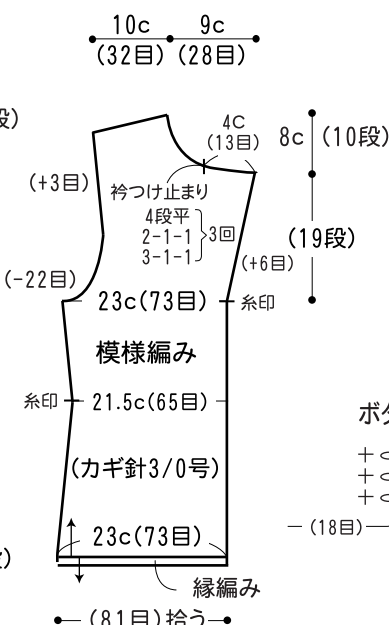 10c 9c
(32目) (28目)
段)
4c
(13目)
8c (10段)
(+3目)
衿つけ止まり
4段平
2-1-1
3-1-1
3回
(19段)
(+6目)
(-22目)
23c(73目)
糸印
模様編み
糸印
21.5c(65目)
ボタ
(カギ針3/0号)
(18目)
23c(73目)
縁編み
(81目)拾う